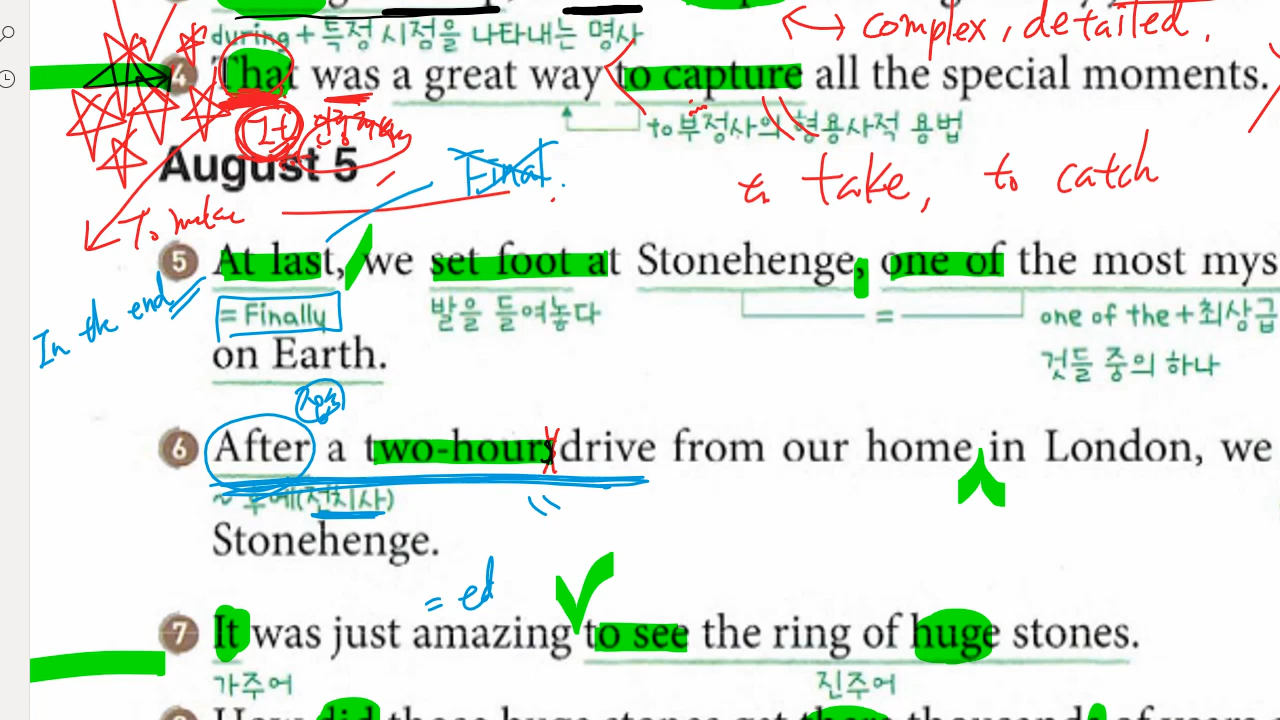 complex, detailed.
during + 특정 시점을 나타내는 명사
4 That was a great way to capture all the special moments.
to부정사의 형용사적 용법
It
August 5
Final.
to take, to catch
To make
5 At last, we set foot at Stonehenge, one of the most mys
In the end
= Finally
발을 들여놓다
=
one of the + 최상급
on Earth.
것들 중의 하나
6 After a two-hour drive from our home in London, we
~ 후에(전치사)
Stonehenge.
= ed
7 It was just amazing to see the ring of huge stones.
가주어
진주어